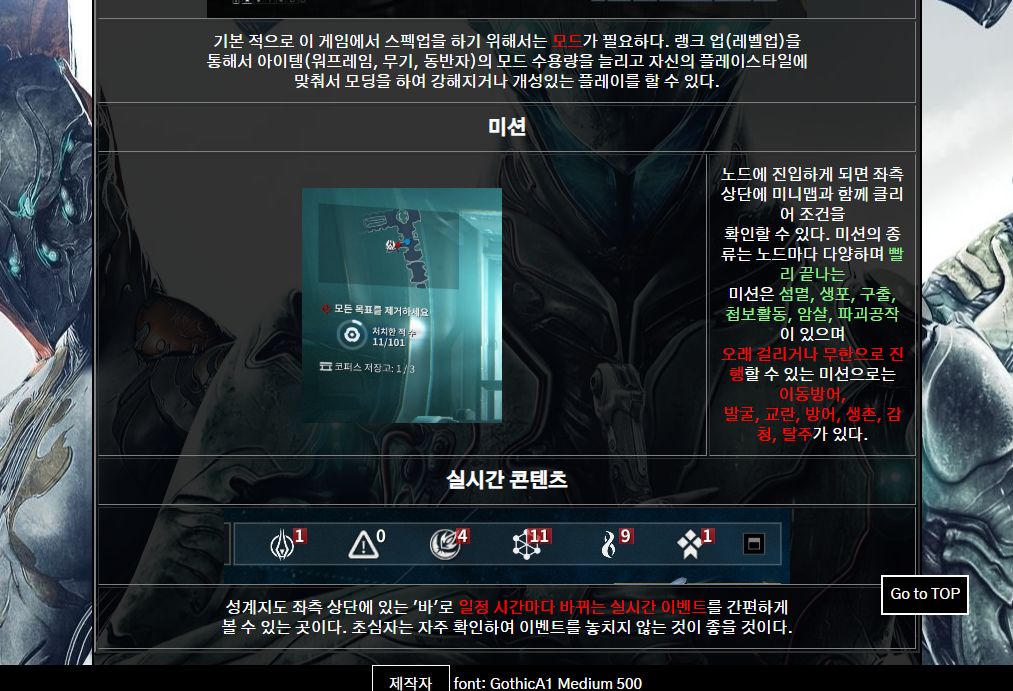 기본 적으로 이 게임에서 스펙업을 하기 위해서는 모드가 필요하다. 랭크 업(레벨업)을
통해서 아이템(워프레임, 무기, 동반자)의 모드 수용량을 늘리고 자신의 플레이스타일에
맞춰서 모딩을 하여 강해지거나 개성있는 플레이를 할 수 있다.
미션
모든 목표를 제거하세요
처치한 적 수
11/101
코퍼스 저장고: 1 / 3
노드에 진입하게 되면 좌측
상단에 미니맵과 함께 클리
어 조건을
확인할 수 있다. 미션의 종
류는 노드마다 다양하며 빨
리 끝나는
미션은 섬멸, 생포, 구출,
첩보활동, 암살, 파괴공작
이 있으며
오래 걸리거나 무한으로 진
행할 수 있는 미션으로는
이동방어,
발굴, 교란, 방어, 생존, 감
청, 탈주가 있다.
실시간 콘텐츠
1 0 4 11 9 1
성계지도 좌측 상단에 있는 ‘바’로 일정 시간마다 바뀌는 실시간 이벤트를 간편하게
볼 수 있는 곳이다. 초심자는 자주 확인하여 이벤트를 놓치지 않는 것이 좋을 것이다.
Go to TOP
제작자 font: GothicA1 Medium 500